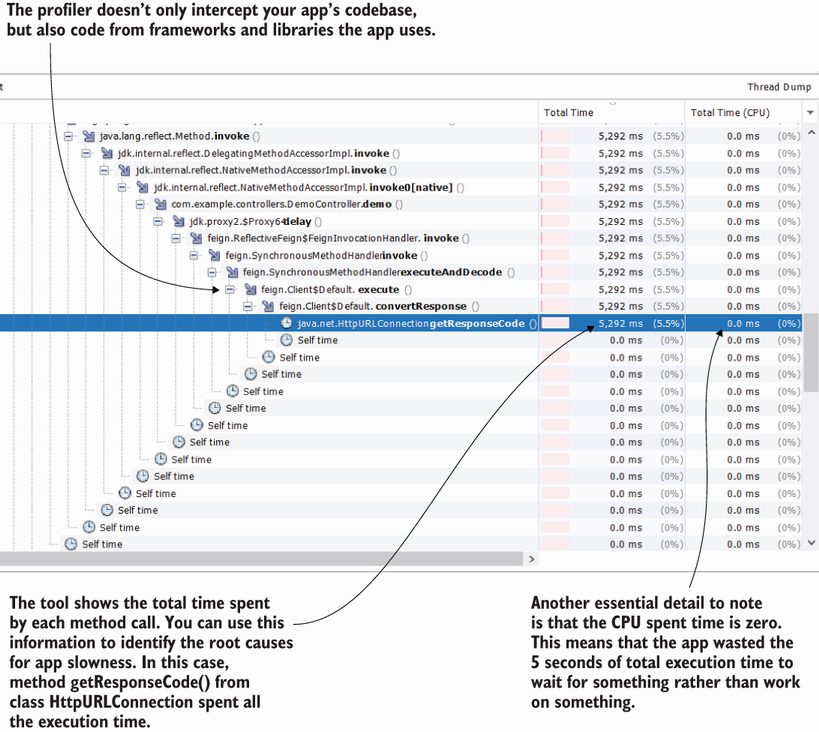 The profiler doesn't only intercept your app's codebase,
but also code from frameworks and libraries the app uses.
t Thread Dump
Total Time Total Time (CPU)
java.lang.reflect.Method.invoke () 5,292 ms (5.5%) 0.0 ms (0%)
jdk.internal.reflect.DelegatingMethodAccessorImpl.invoke () 5,292 ms (5.5%) 0.0 ms (0%)
jdk.internal.reflect.NativeMethodAccessorImpl.invoke () 5,292 ms (5.5%) 0.0 ms (0%)
jdk.internal.reflect.NativeMethodAccessorImpl.invoke0[native] () 5,292 ms (5.5%) 0.0 ms (0%)
com.example.controllers.DemoController.demo () 5,292 ms (5.5%) 0.0 ms (0%)
jdk.proxy2.$Proxy64delay () 5,292 ms (5.5%) 0.0 ms (0%)
feign.ReflectiveFeign$FeignInvocationHandler. invoke () 5,292 ms (5.5%) 0.0 ms (0%)
feign.SynchronousMethodHandlerinvoke () 5,292 ms (5.5%) 0.0 ms (0%)
feign.SynchronousMethodHandlerexecuteAndDecode () 5,292 ms (5.5%) 0.0 ms (0%)
feign.Client$Default. execute () 5,292 ms (5.5%) 0.0 ms (0%)
feign.Client$Default. convertResponse () 5,292 ms (5.5%) 0.0 ms (0%)
java.net.HttpURLConnectiongetResponseCode () 5,292 ms (5.5%) 0.0 ms (0%)
Self time 0.0 ms (0%) 0.0 ms (0%)
Self time 0.0 ms (0%) 0.0 ms (0%)
Self time 0.0 ms (0%) 0.0 ms (0%)
Self time 0.0 ms (0%) 0.0 ms (0%)
Self time 0.0 ms (0%) 0.0 ms (0%)
Self time 0.0 ms (0%) 0.0 ms (0%)
Self time 0.0 ms (0%) 0.0 ms (0%)
Self time 0.0 ms (0%) 0.0 ms (0%)
Self time 0.0 ms (0%) 0.0 ms (0%)
Self time 0.0 ms (0%) 0.0 ms (0%)
Self time 0.0 ms (0%) 0.0 ms (0%)
Self time 0.0 ms (0%) 0.0 ms (0%)
Self time 0.0 ms (0%) 0.0 ms (0%)
The tool shows the total time spent
by each method call. You can use this
information to identify the root causes
for app slowness. In this case,
method getResponseCode() from
class HttpURLConnection spent all
the execution time.
Another essential detail to note
is that the CPU spent time is zero.
This means that the app wasted the
5 seconds of total execution time to
wait for something rather than work
on something.